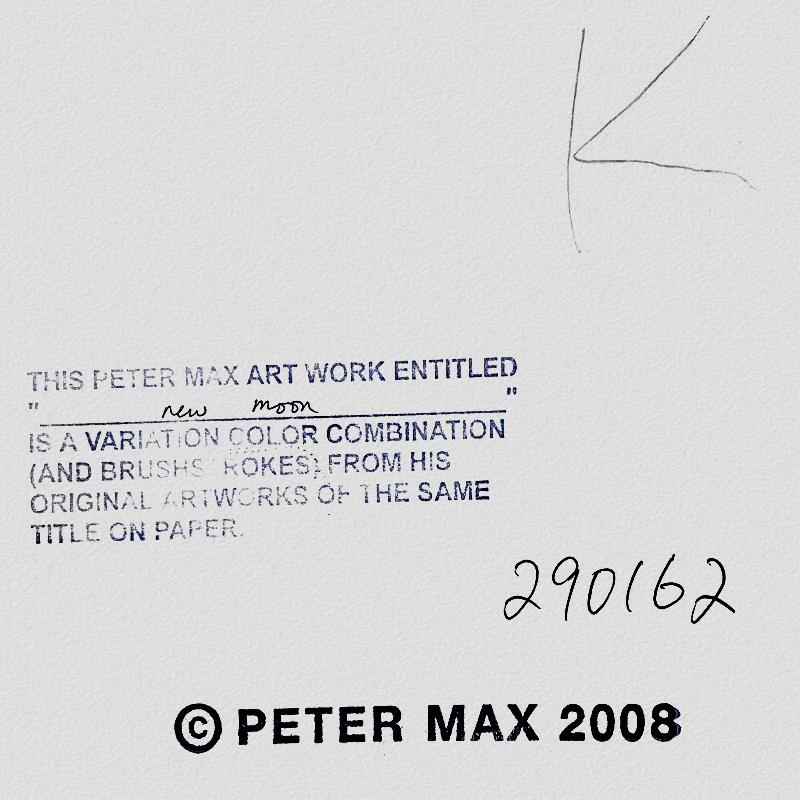 K
THIS PETER MAX ART WORK ENTITLED
" new moon "
IS A VARIATION COLOR COMBINATION
(AND BRUSHSTROKES) FROM HIS
ORIGINAL ARTWORKS OF THE SAME
TITLE ON PAPER.
290162
© PETER MAX 2008